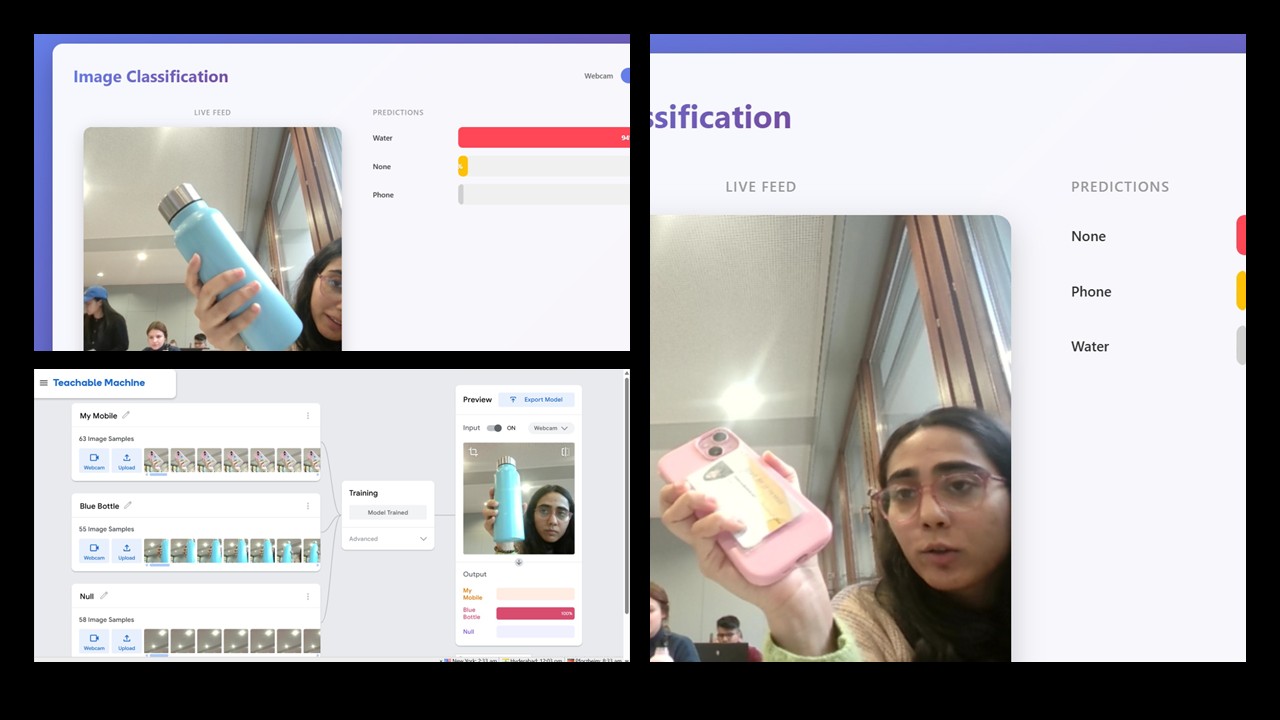 Image Classification
Webcam
LIVE FEED
PREDICTIONS
Water
94
None
Phone
ssification
LIVE FEED
PREDICTIONS
None
Phone
Water
Teachable Machine
My Mobile
63 Image Samples
Webcam
Upload
Blue Bottle
55 Image Samples
Webcam
Upload
Null
58 Image Samples
Webcam
Upload
Training
Model Trained
Advanced
Preview
Export Model
Input
ON
Webcam
Output
My
Mobile
Blue
Bottle
100%
Null